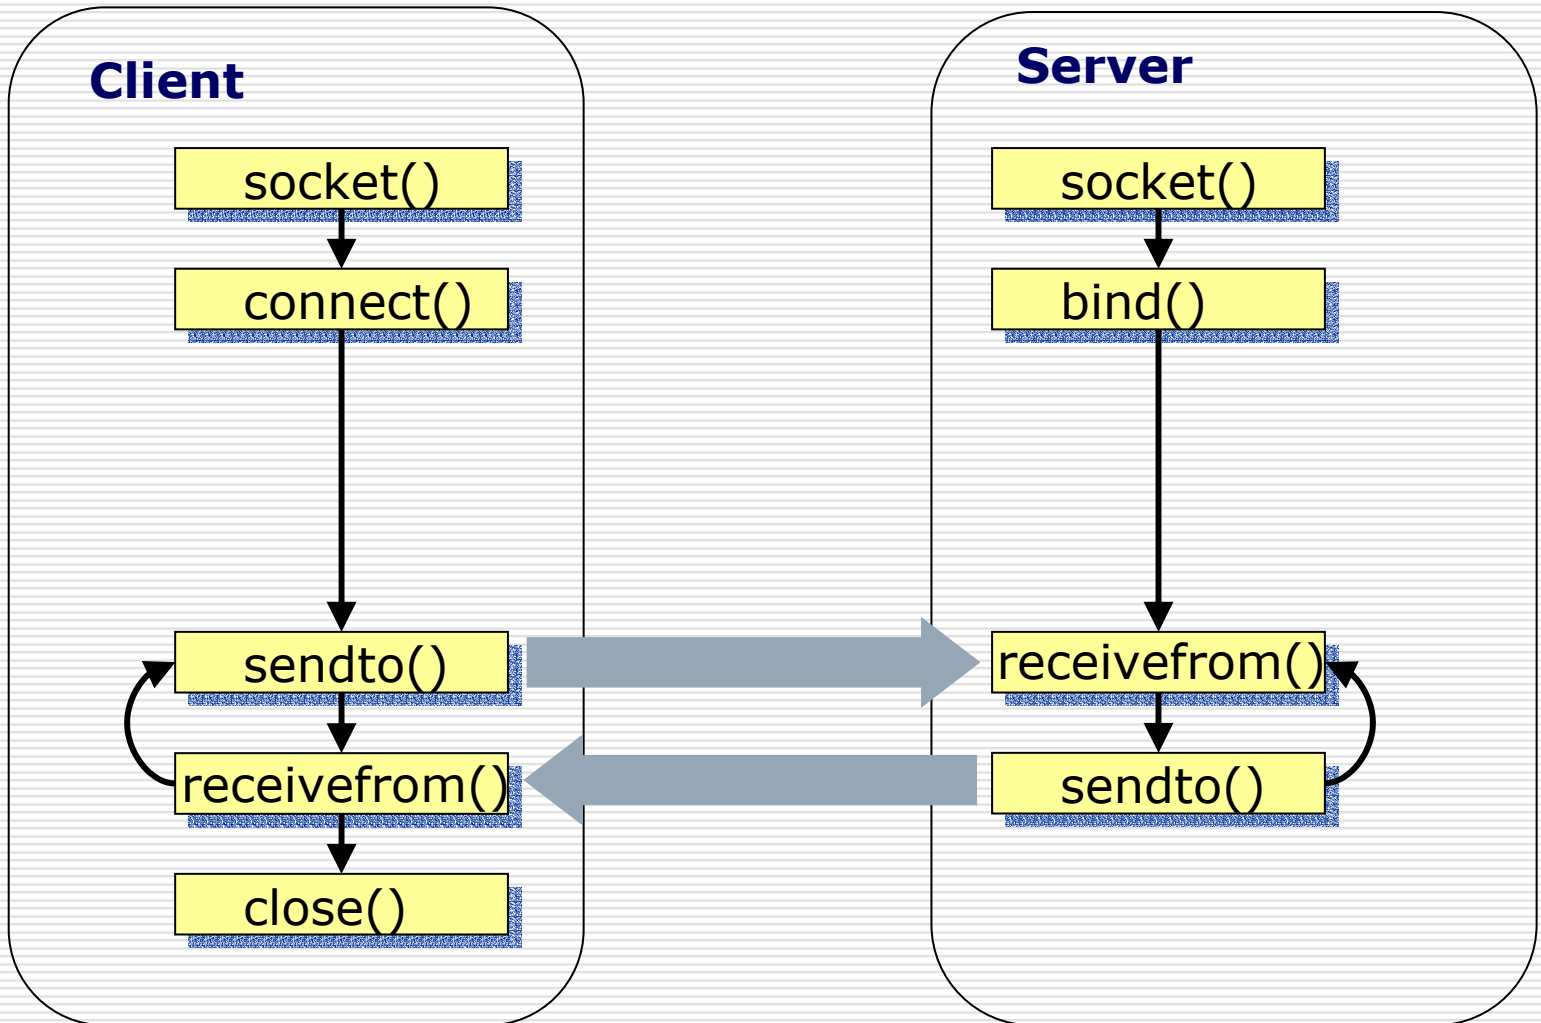 Client
socket()
connect()
sendto()
receivefrom()
close()
Server
socket()
bind()
receivefrom()
sendto()